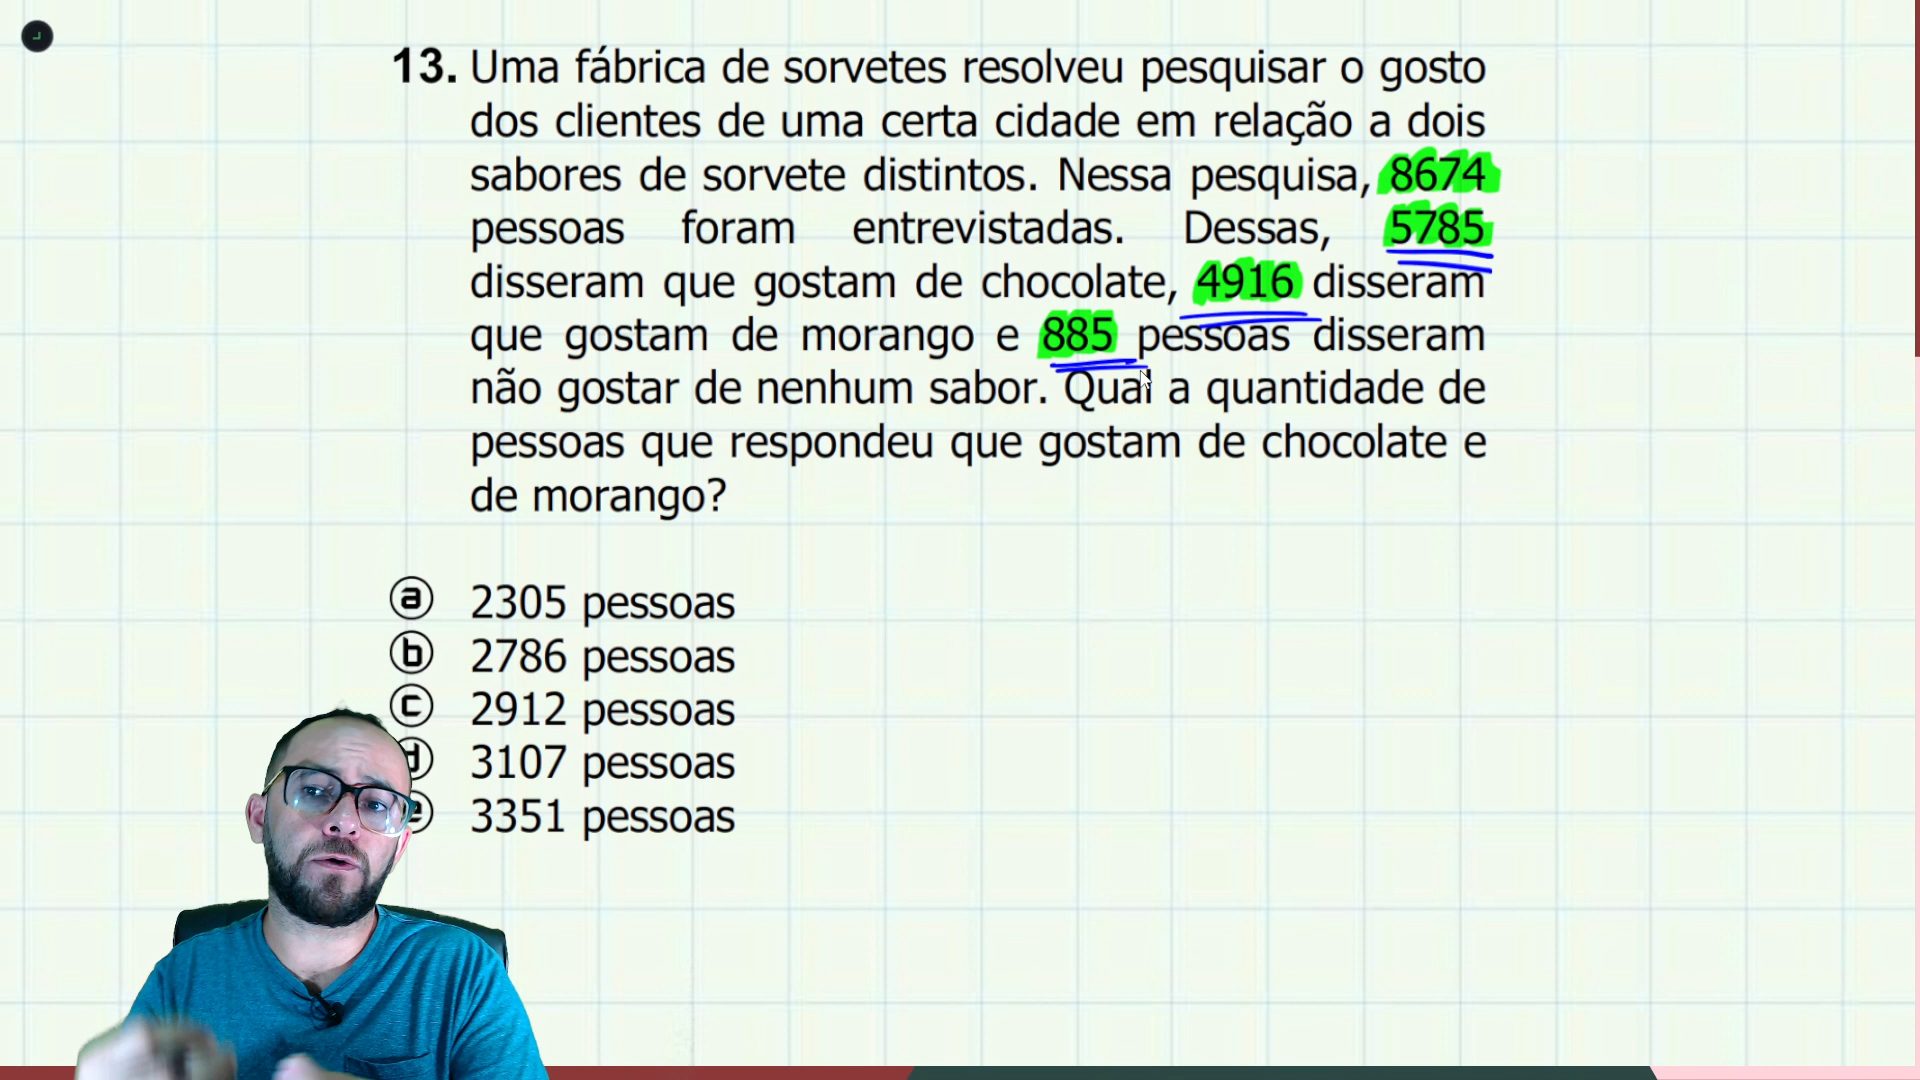 13. Uma fábrica de sorvetes resolveu pesquisar o gosto
dos clientes de uma certa cidade em relação a dois
sabores de sorvete distintos. Nessa pesquisa, 8674
pessoas foram entrevistadas. Dessas, 5785
disseram que gostam de chocolate, 4916 disseram
que gostam de morango e 885 pessoas disseram
não gostar de nenhum sabor. Qual a quantidade de
pessoas que respondeu que gostam de chocolate e
de morango?
a 2305 pessoas
b 2786 pessoas
c 2912 pessoas
d 3107 pessoas
e 3351 pessoas